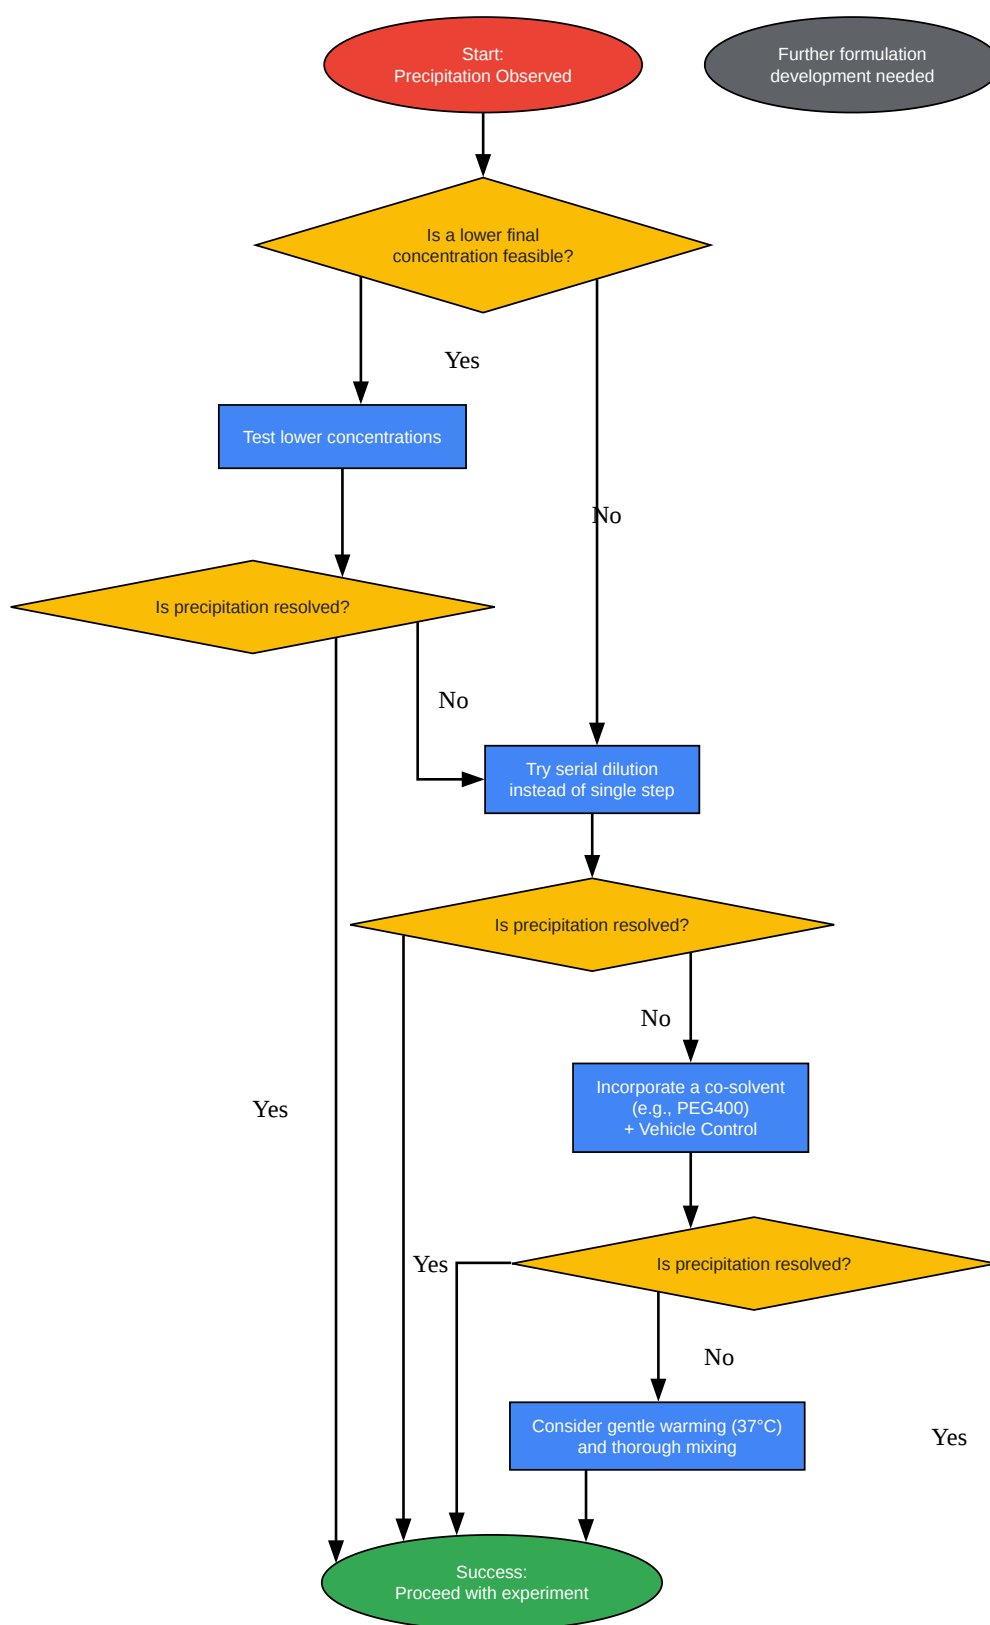 Start:
Precipitation Observed
Further formulation
development needed
Is a lower final
concentration feasible?
Yes
Test lower concentrations
No
Is precipitation resolved?
No
Try serial dilution
instead of single step
Is precipitation resolved?
No
Incorporate a co-solvent
(e.g., PEG400)
+ Vehicle Control
Yes
Yes
Is precipitation resolved?
No
Consider gentle warming (37°C)
and thorough mixing
Yes
Success:
Proceed with experiment